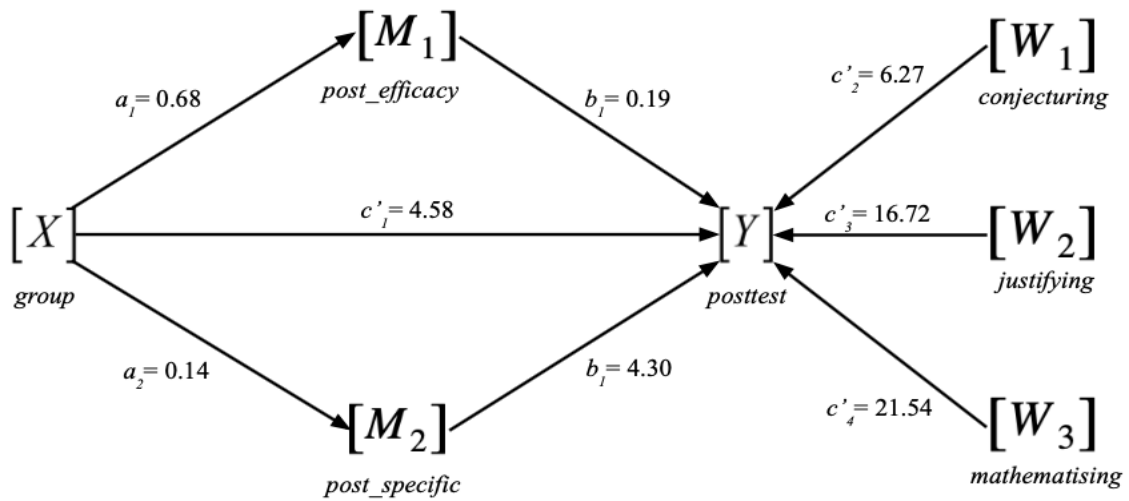 [M₁]
post_efficacy
[W₁]
conjecturing
a₁= 0.68
b₁= 0.19
c'₂= 6.27
[X]
group
c'₁= 4.58
[Y]
posttest
c'₃= 16.72
[W₂]
justifying
a₂= 0.14
b₁= 4.30
c'₄= 21.54
[M₂]
post_specific
[W₃]
mathematising